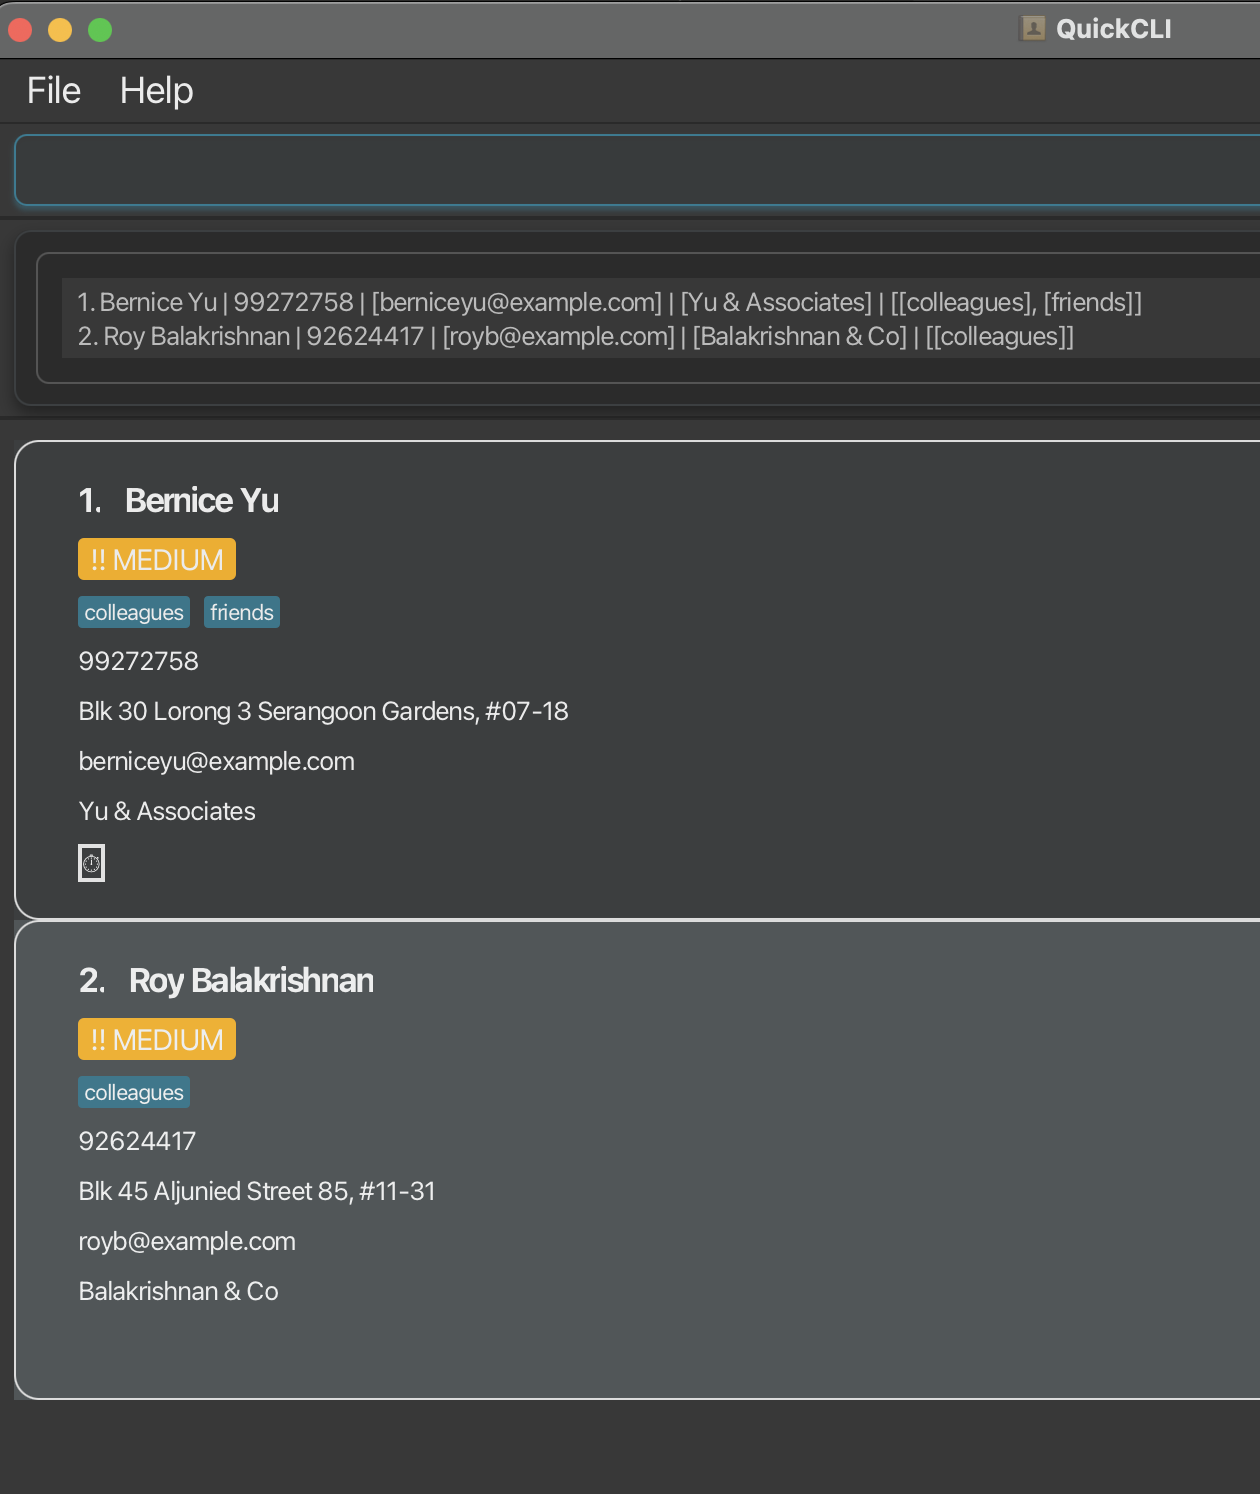 QuickCLI
File Help
1. Bernice Yu | 99272758 | [berniceyu@example.com] | [Yu & Associates] | [[colleagues], [friends]]
2. Roy Balakrishnan | 92624417 | [royb@example.com] | [Balakrishnan & Co] | [[colleagues]]
1. Bernice Yu
!! MEDIUM
colleagues friends
99272758
Blk 30 Lorong 3 Serangoon Gardens, #07-18
berniceyu@example.com
Yu & Associates
2. Roy Balakrishnan
!! MEDIUM
colleagues
92624417
Blk 45 Aljunied Street 85, #11-31
royb@example.com
Balakrishnan & Co